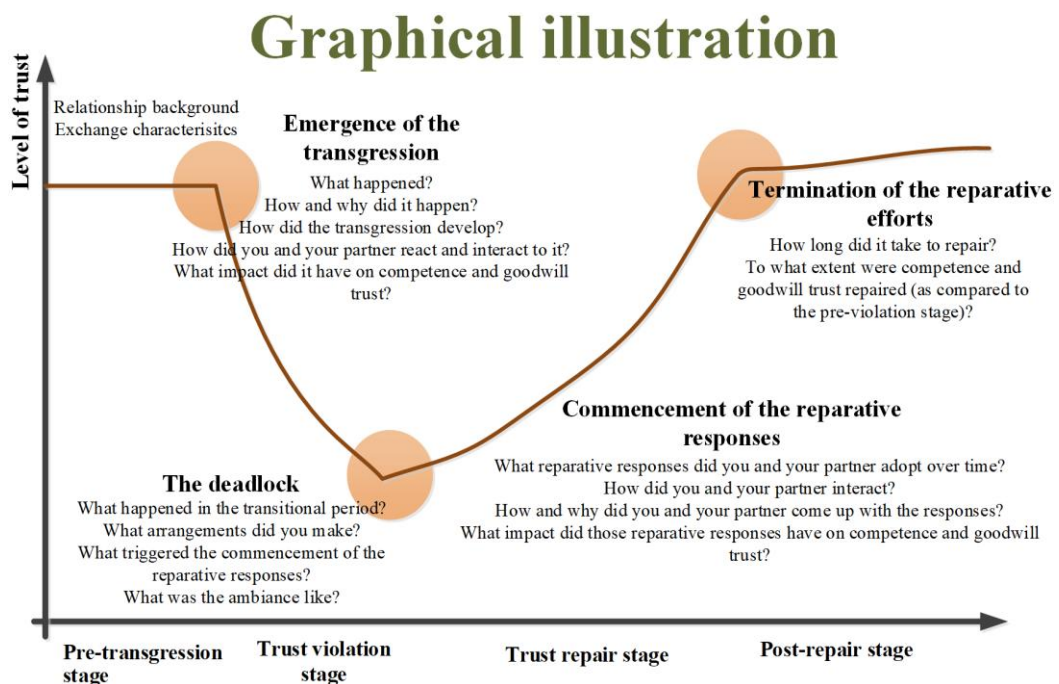 Graphical illustration
Level of trust
Relationship background
Exchange characterisitcs
Emergence of the
transgression
What happened?
How and why did it happen?
How did the transgression develop?
How did you and your partner react and interact to it?
What impact did it have on competence and goodwill
trust?
Termination of the reparative
efforts
How long did it take to repair?
To what extent were competence and
goodwill trust repaired (as compared to
the pre-violation stage)?
Commencement of the reparative
responses
What reparative responses did you and your partner adopt over time?
How did you and your partner interact?
How and why did you and your partner come up with the responses?
What impact did those reparative responses have on competence and goodwill
trust?
The deadlock
What happened in the transitional period?
What arrangements did you make?
What triggered the commencement of the
reparative responses?
What was the ambiance like?
Pre-transgression
stage
Trust violation
stage
Trust repair stage
Post-repair stage